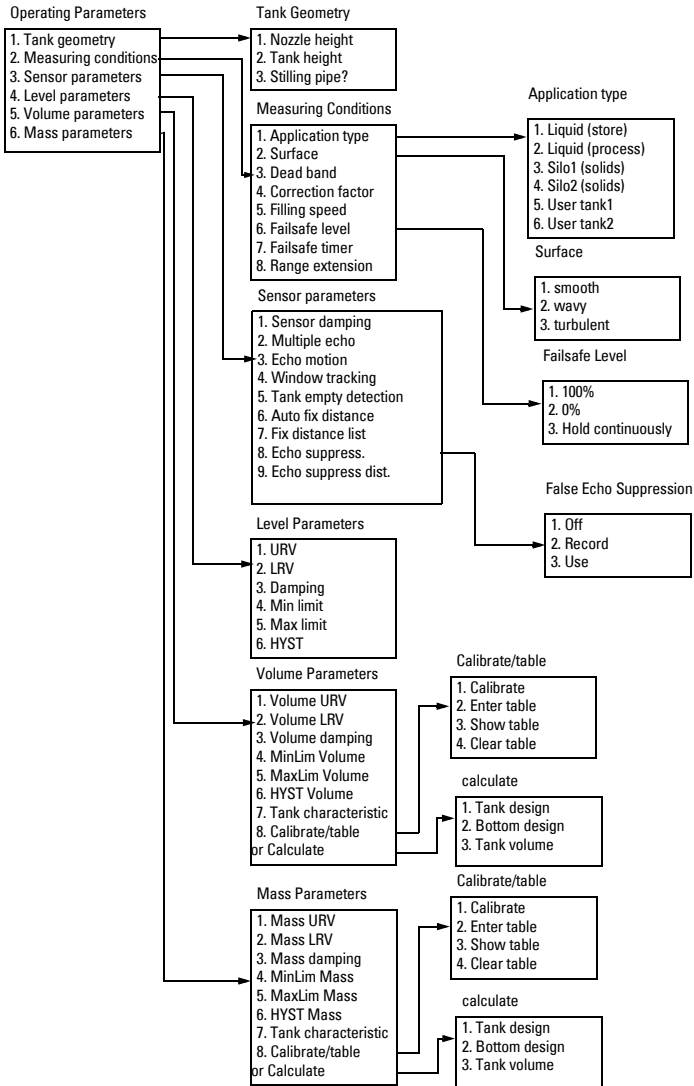 Operating Parameters
1. Tank geometry
2. Measuring conditions
3. Sensor parameters
4. Level parameters
5. Volume parameters
6. Mass parameters
Tank Geometry
1. Nozzle height
2. Tank height
3. Stilling pipe?
Measuring Conditions
1. Application type
2. Surface
3. Dead band
4. Correction factor
5. Filling speed
6. Failsafe level
7. Failsafe timer
8. Range extension
Application type
1. Liquid (store)
2. Liquid (process)
3. Silo1 (solids)
4. Silo2 (solids)
5. User tank1
6. User tank2
Surface
1. smooth
2. wavy
3. turbulent
Failsafe Level
1. 100%
2. 0%
3. Hold continuously
Sensor parameters
1. Sensor damping
2. Multiple echo
3. Echo motion
4. Window tracking
5. Tank empty detection
6. Auto fix distance
7. Fix distance list
8. Echo suppress.
9. Echo suppress dist.
False Echo Suppression
1. Off
2. Record
3. Use
Level Parameters
1. URV
2. LRV
3. Damping
4. Min limit
5. Max limit
6. HYST
Volume Parameters
1. Volume URV
2. Volume LRV
3. Volume damping
4. MinLim Volume
5. MaxLim Volume
6. HYST Volume
7. Tank characteristic
8. Calibrate/table
or Calculate
Calibrate/table
1. Calibrate
2. Enter table
3. Show table
4. Clear table
calculate
1. Tank design
2. Bottom design
3. Tank volume
Mass Parameters
1. Mass URV
2. Mass LRV
3. Mass damping
4. MinLim Mass
5. MaxLim Mass
6. HYST Mass
7. Tank characteristic
8. Calibrate/table
or Calculate
Calibrate/table
1. Calibrate
2. Enter table
3. Show table
4. Clear table
calculate
1. Tank design
2. Bottom design
3. Tank volume